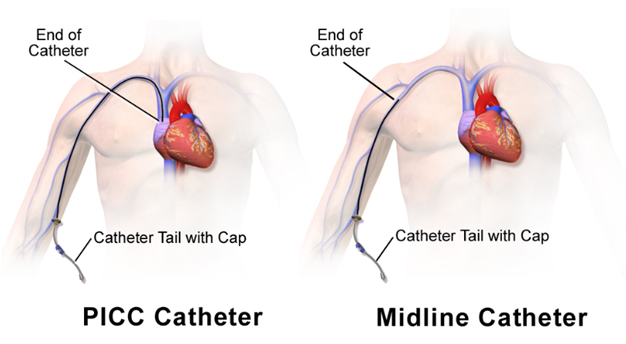 End of
Catheter
Catheter Tail with Cap
PICC Catheter
End of
Catheter
Catheter Tail with Cap
Midline Catheter